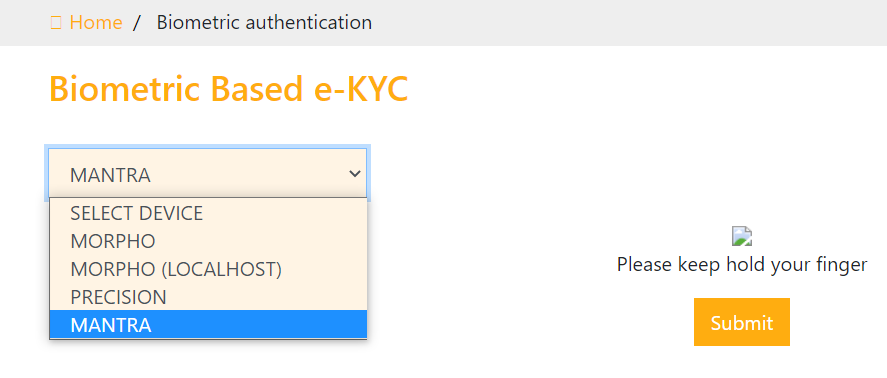 Home / Biometric authentication
Biometric Based e-KYC
MANTRA
SELECT DEVICE
MORPHO
MORPHO (LOCALHOST)
PRECISION
MANTRA
Please keep hold your finger
Submit